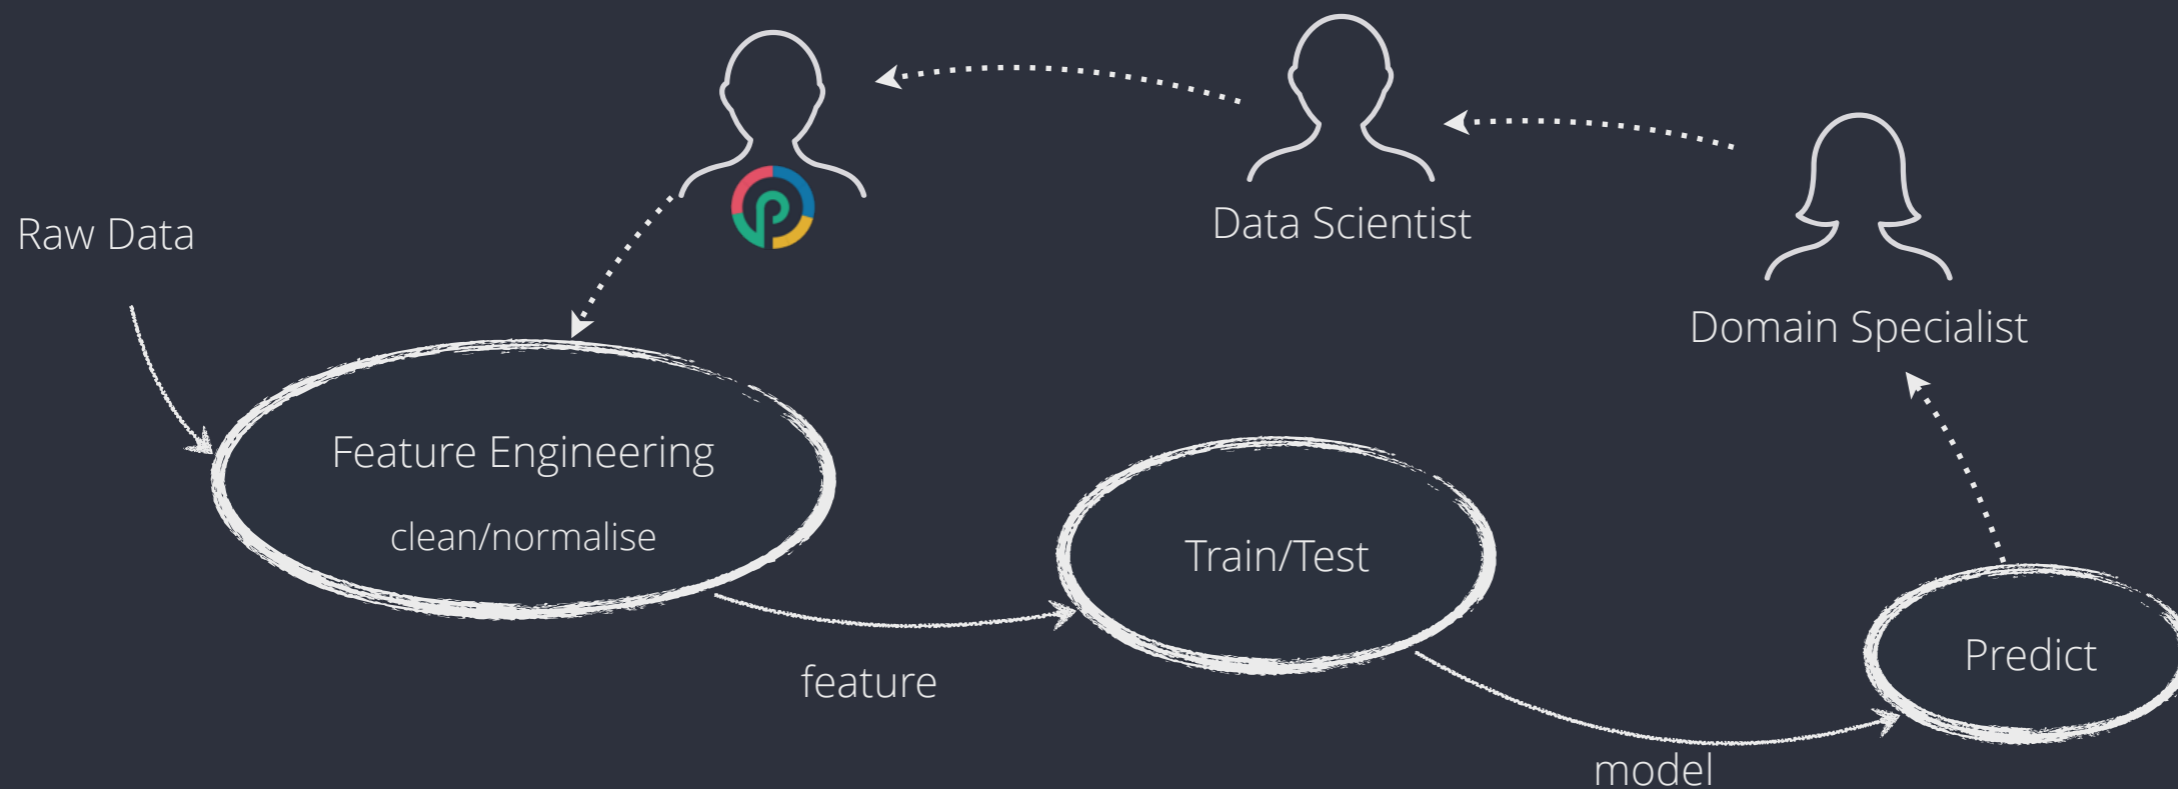 Raw Data
Data Scientist
Domain Specialist
Feature Engineering
clean/normalise
Train/Test
Predict
feature
model